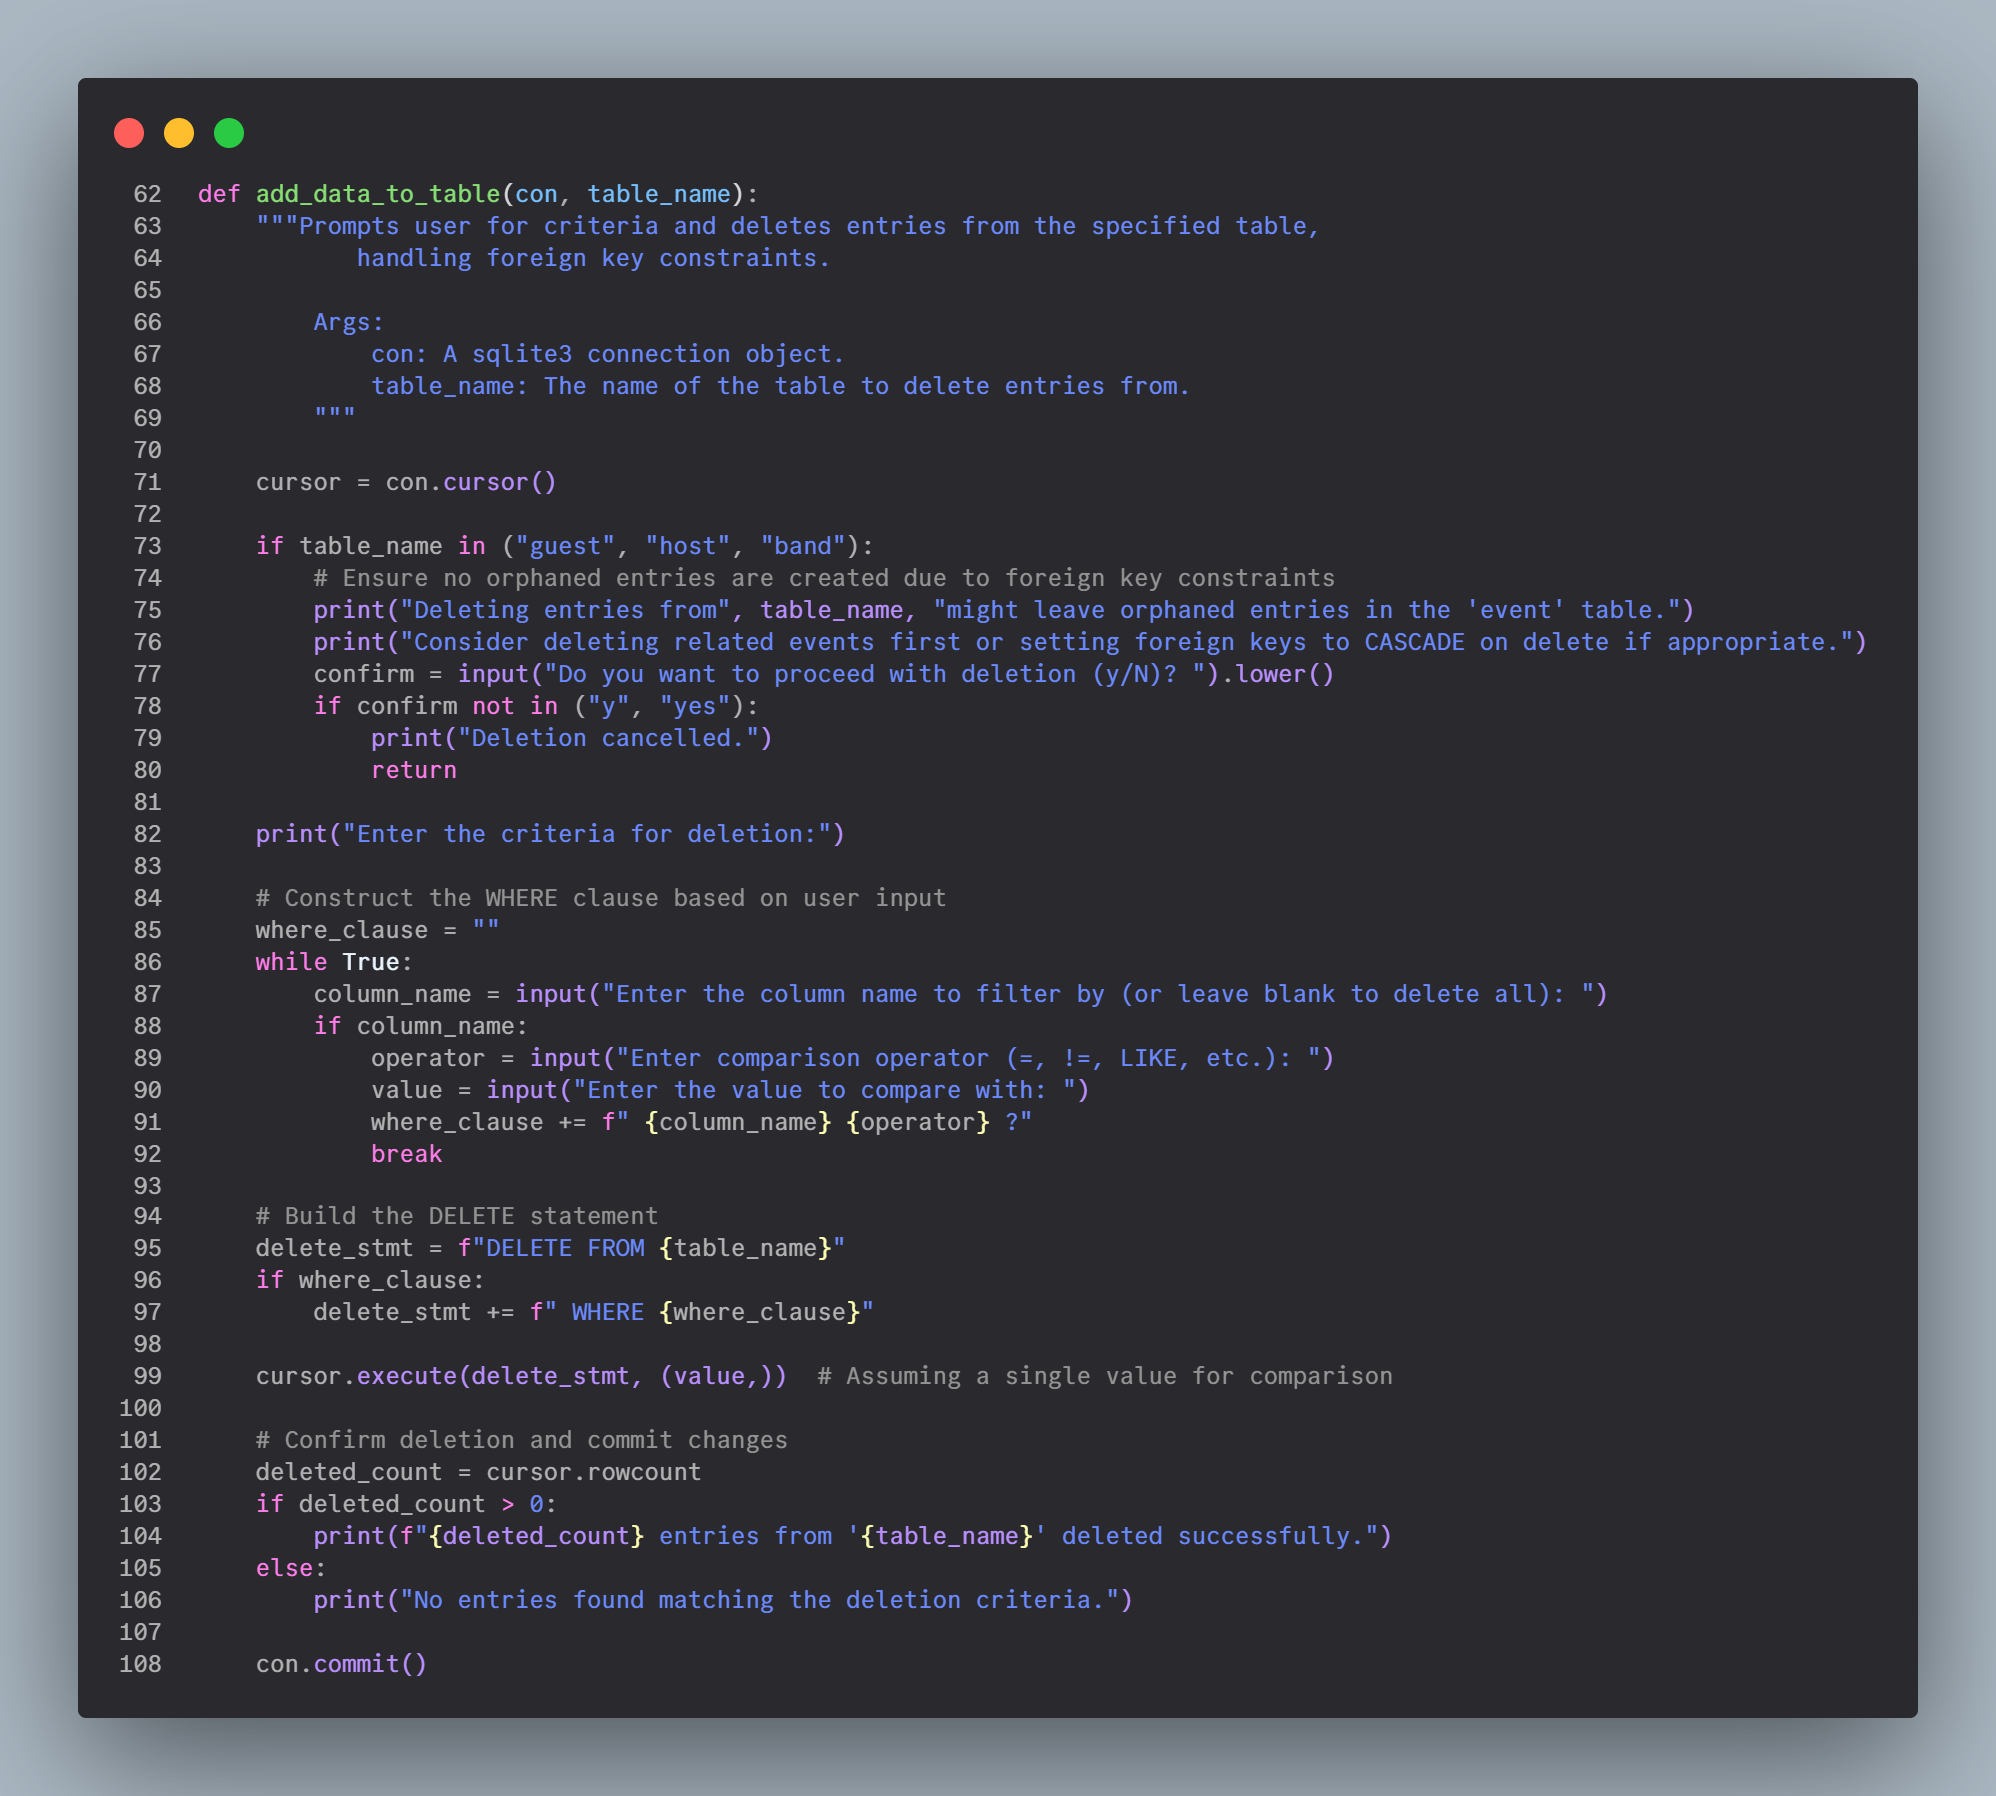 62 def add_data_to_table(con, table_name):
63     """Prompts user for criteria and deletes entries from the specified table,
64            handling foreign key constraints.
65
66         Args:
67             con: A sqlite3 connection object.
68             table_name: The name of the table to delete entries from.
69         """
70
71     cursor = con.cursor()
72
73     if table_name in ("guest", "host", "band"):
74         # Ensure no orphaned entries are created due to foreign key constraints
75         print("Deleting entries from", table_name, "might leave orphaned entries in the 'event' table.")
76         print("Consider deleting related events first or setting foreign keys to CASCADE on delete if appropriate.")
77         confirm = input("Do you want to proceed with deletion (y/N)? ").lower()
78         if confirm not in ("y", "yes"):
79             print("Deletion cancelled.")
80             return
81
82     print("Enter the criteria for deletion:")
83
84     # Construct the WHERE clause based on user input
85     where_clause = ""
86     while True:
87         column_name = input("Enter the column name to filter by (or leave blank to delete all): ")
88         if column_name:
89             operator = input("Enter comparison operator (=, !=, LIKE, etc.): ")
90             value = input("Enter the value to compare with: ")
91             where_clause += f" {column_name} {operator} ?"
92             break
93
94     # Build the DELETE statement
95     delete_stmt = f"DELETE FROM {table_name}"
96     if where_clause:
97         delete_stmt += f" WHERE {where_clause}"
98
99     cursor.execute(delete_stmt, (value,))  # Assuming a single value for comparison
100
101     # Confirm deletion and commit changes
102     deleted_count = cursor.rowcount
103     if deleted_count > 0:
104         print(f"{deleted_count} entries from '{table_name}' deleted successfully.")
105     else:
106         print("No entries found matching the deletion criteria.")
107
108     con.commit()